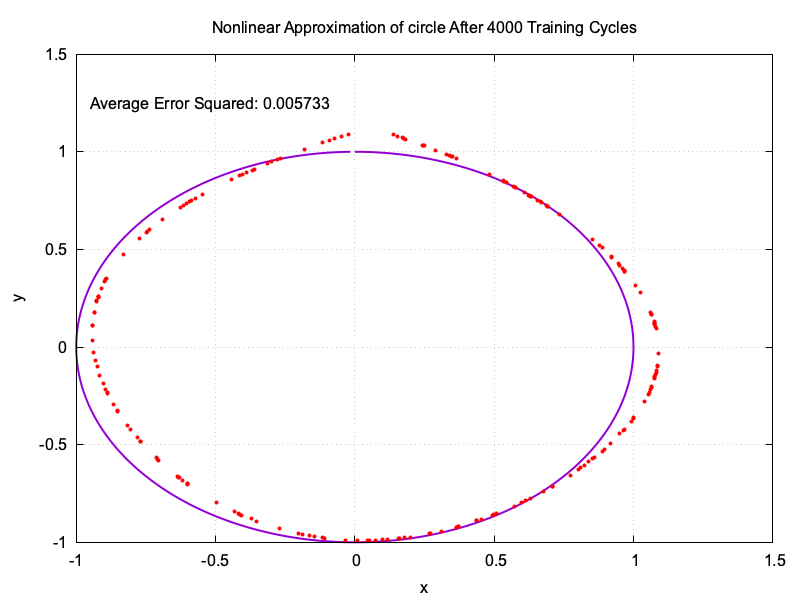 Nonlinear Approximation of circle After 4000 Training Cycles
1.5
Average Error Squared: 0.005733
1
0.5
y
0
-0.5
-1
-1 -0.5 0 0.5 1 1.5
x